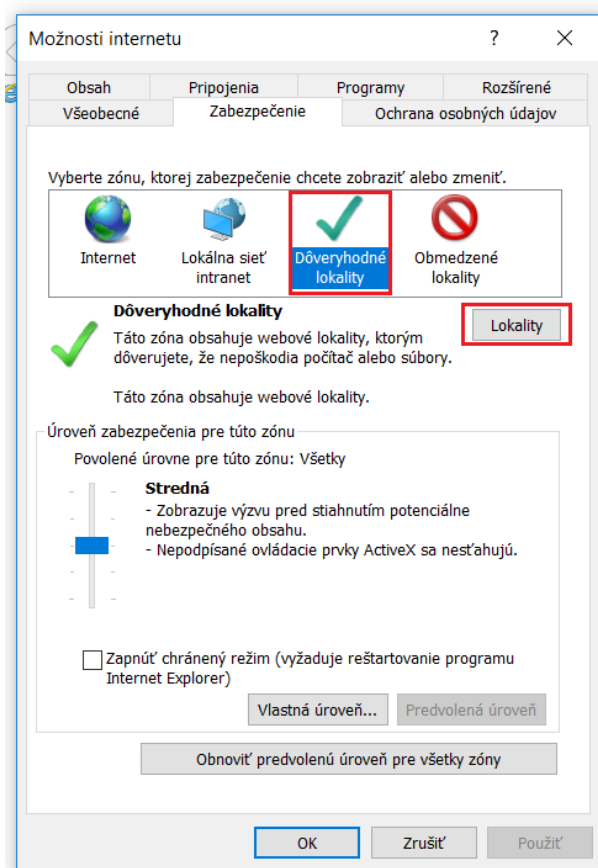 Možnosti internetu
Obsah Pripojenia Programy Rozšírené
Všeobecné Zabezpečenie Ochrana osobných údajov
Vyberte zónu, ktorej zabezpečenie chcete zobraziť alebo zmeniť.
Internet Lokálna sieť Dôveryhodné Obmedzené
intranet lokality lokality
Dôveryhodné lokality
Lokality
Táto zóna obsahuje webové lokality, ktorým
dôverujete, že nepoškodia počítač alebo súbory.
Táto zóna obsahuje webové lokality.
Úroveň zabezpečenia pre túto zónu
Povolené úrovne pre túto zónu: Všetky
Stredná
- Zobrazuje výzvu pred stiahnutím potenciálne
nebezpečného obsahu.
- Nepodpísané ovládacie prvky ActiveX sa nesťahujú.
Zapnúť chránený režim (vyžaduje reštartovanie programu
Internet Explorer)
Vlastná úroveň... Predvolená úroveň
Obnoviť predvolenú úroveň pre všetky zóny
OK Zrušiť Použiť